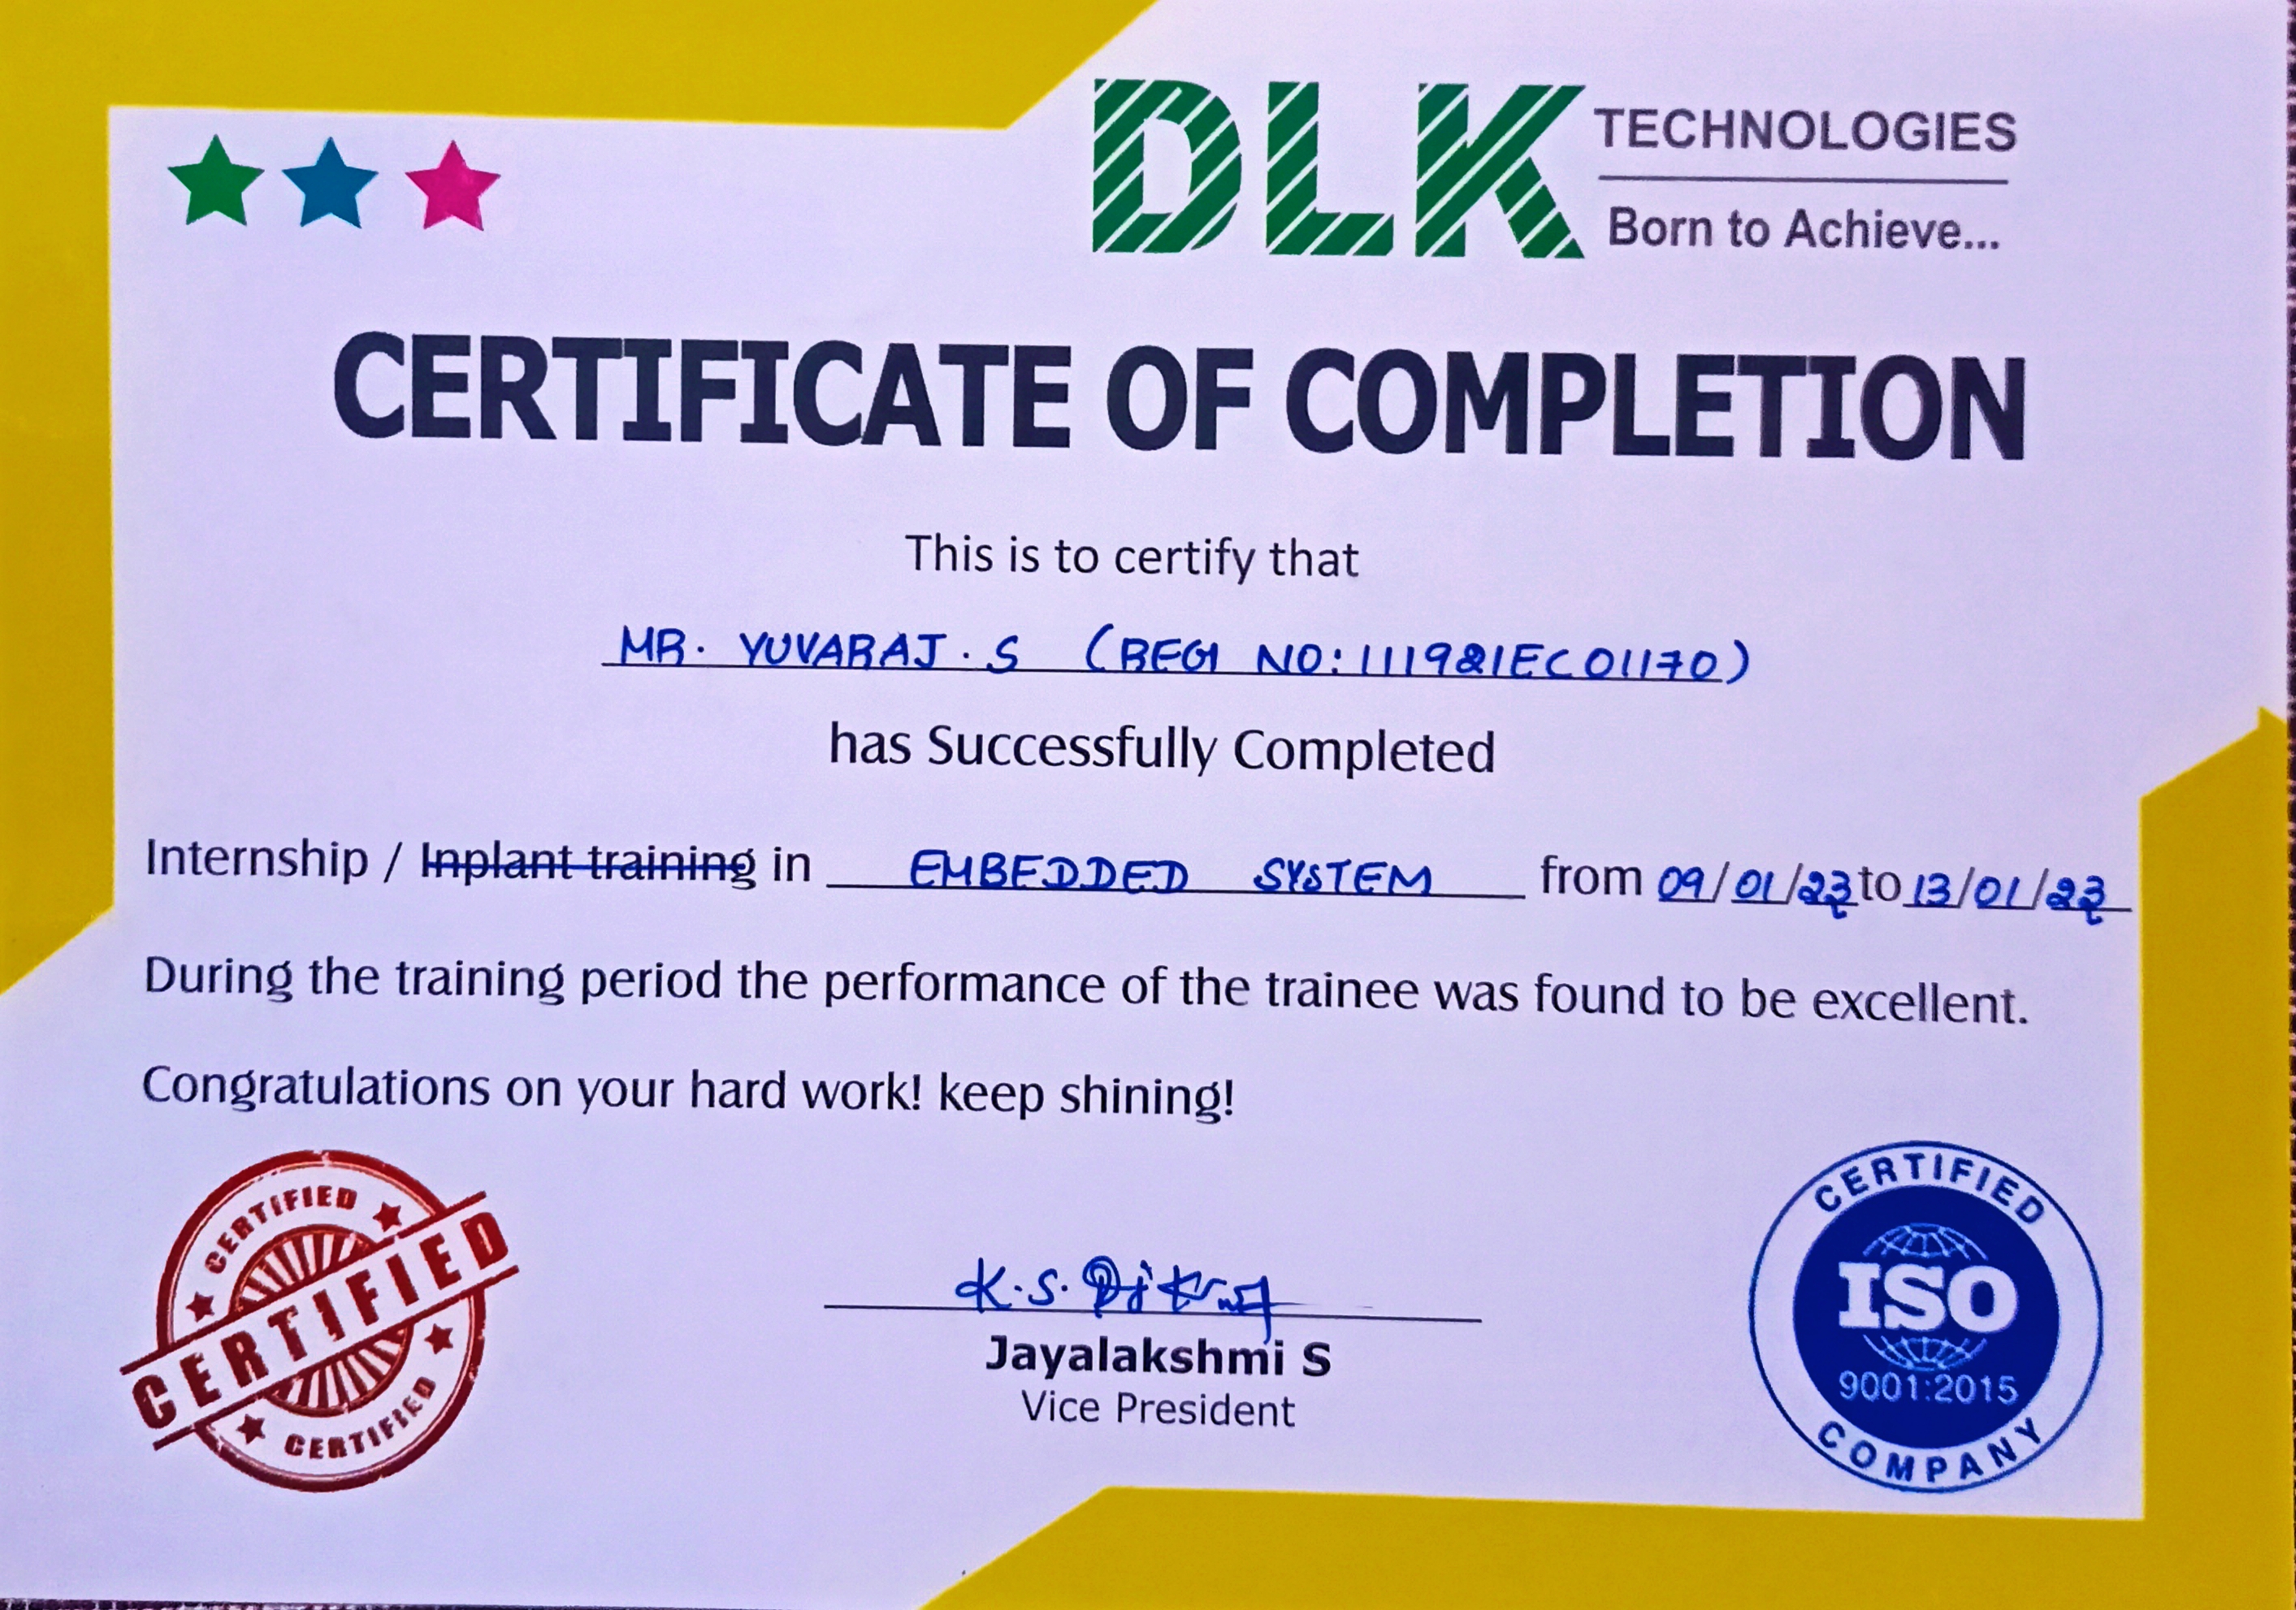 DLK TECHNOLOGIES
Born to Achieve...
CERTIFICATE OF COMPLETION
This is to certify that
MR. YUVARAJ. S (REG NO: 111921EC01170)
has Successfully Completed
Internship / Inplant training in EMBEDDED SYSTEM from 09/01/23 to 13/01/23
During the training period the performance of the trainee was found to be excellent.
Congratulations on your hard work! keep shining!
CERTIFIED
CERTIFIED
CERTIFIED
K.S.
Jayalakshmi S
Vice President
CERTIFIED
ISO
9001:2015
COMPANY